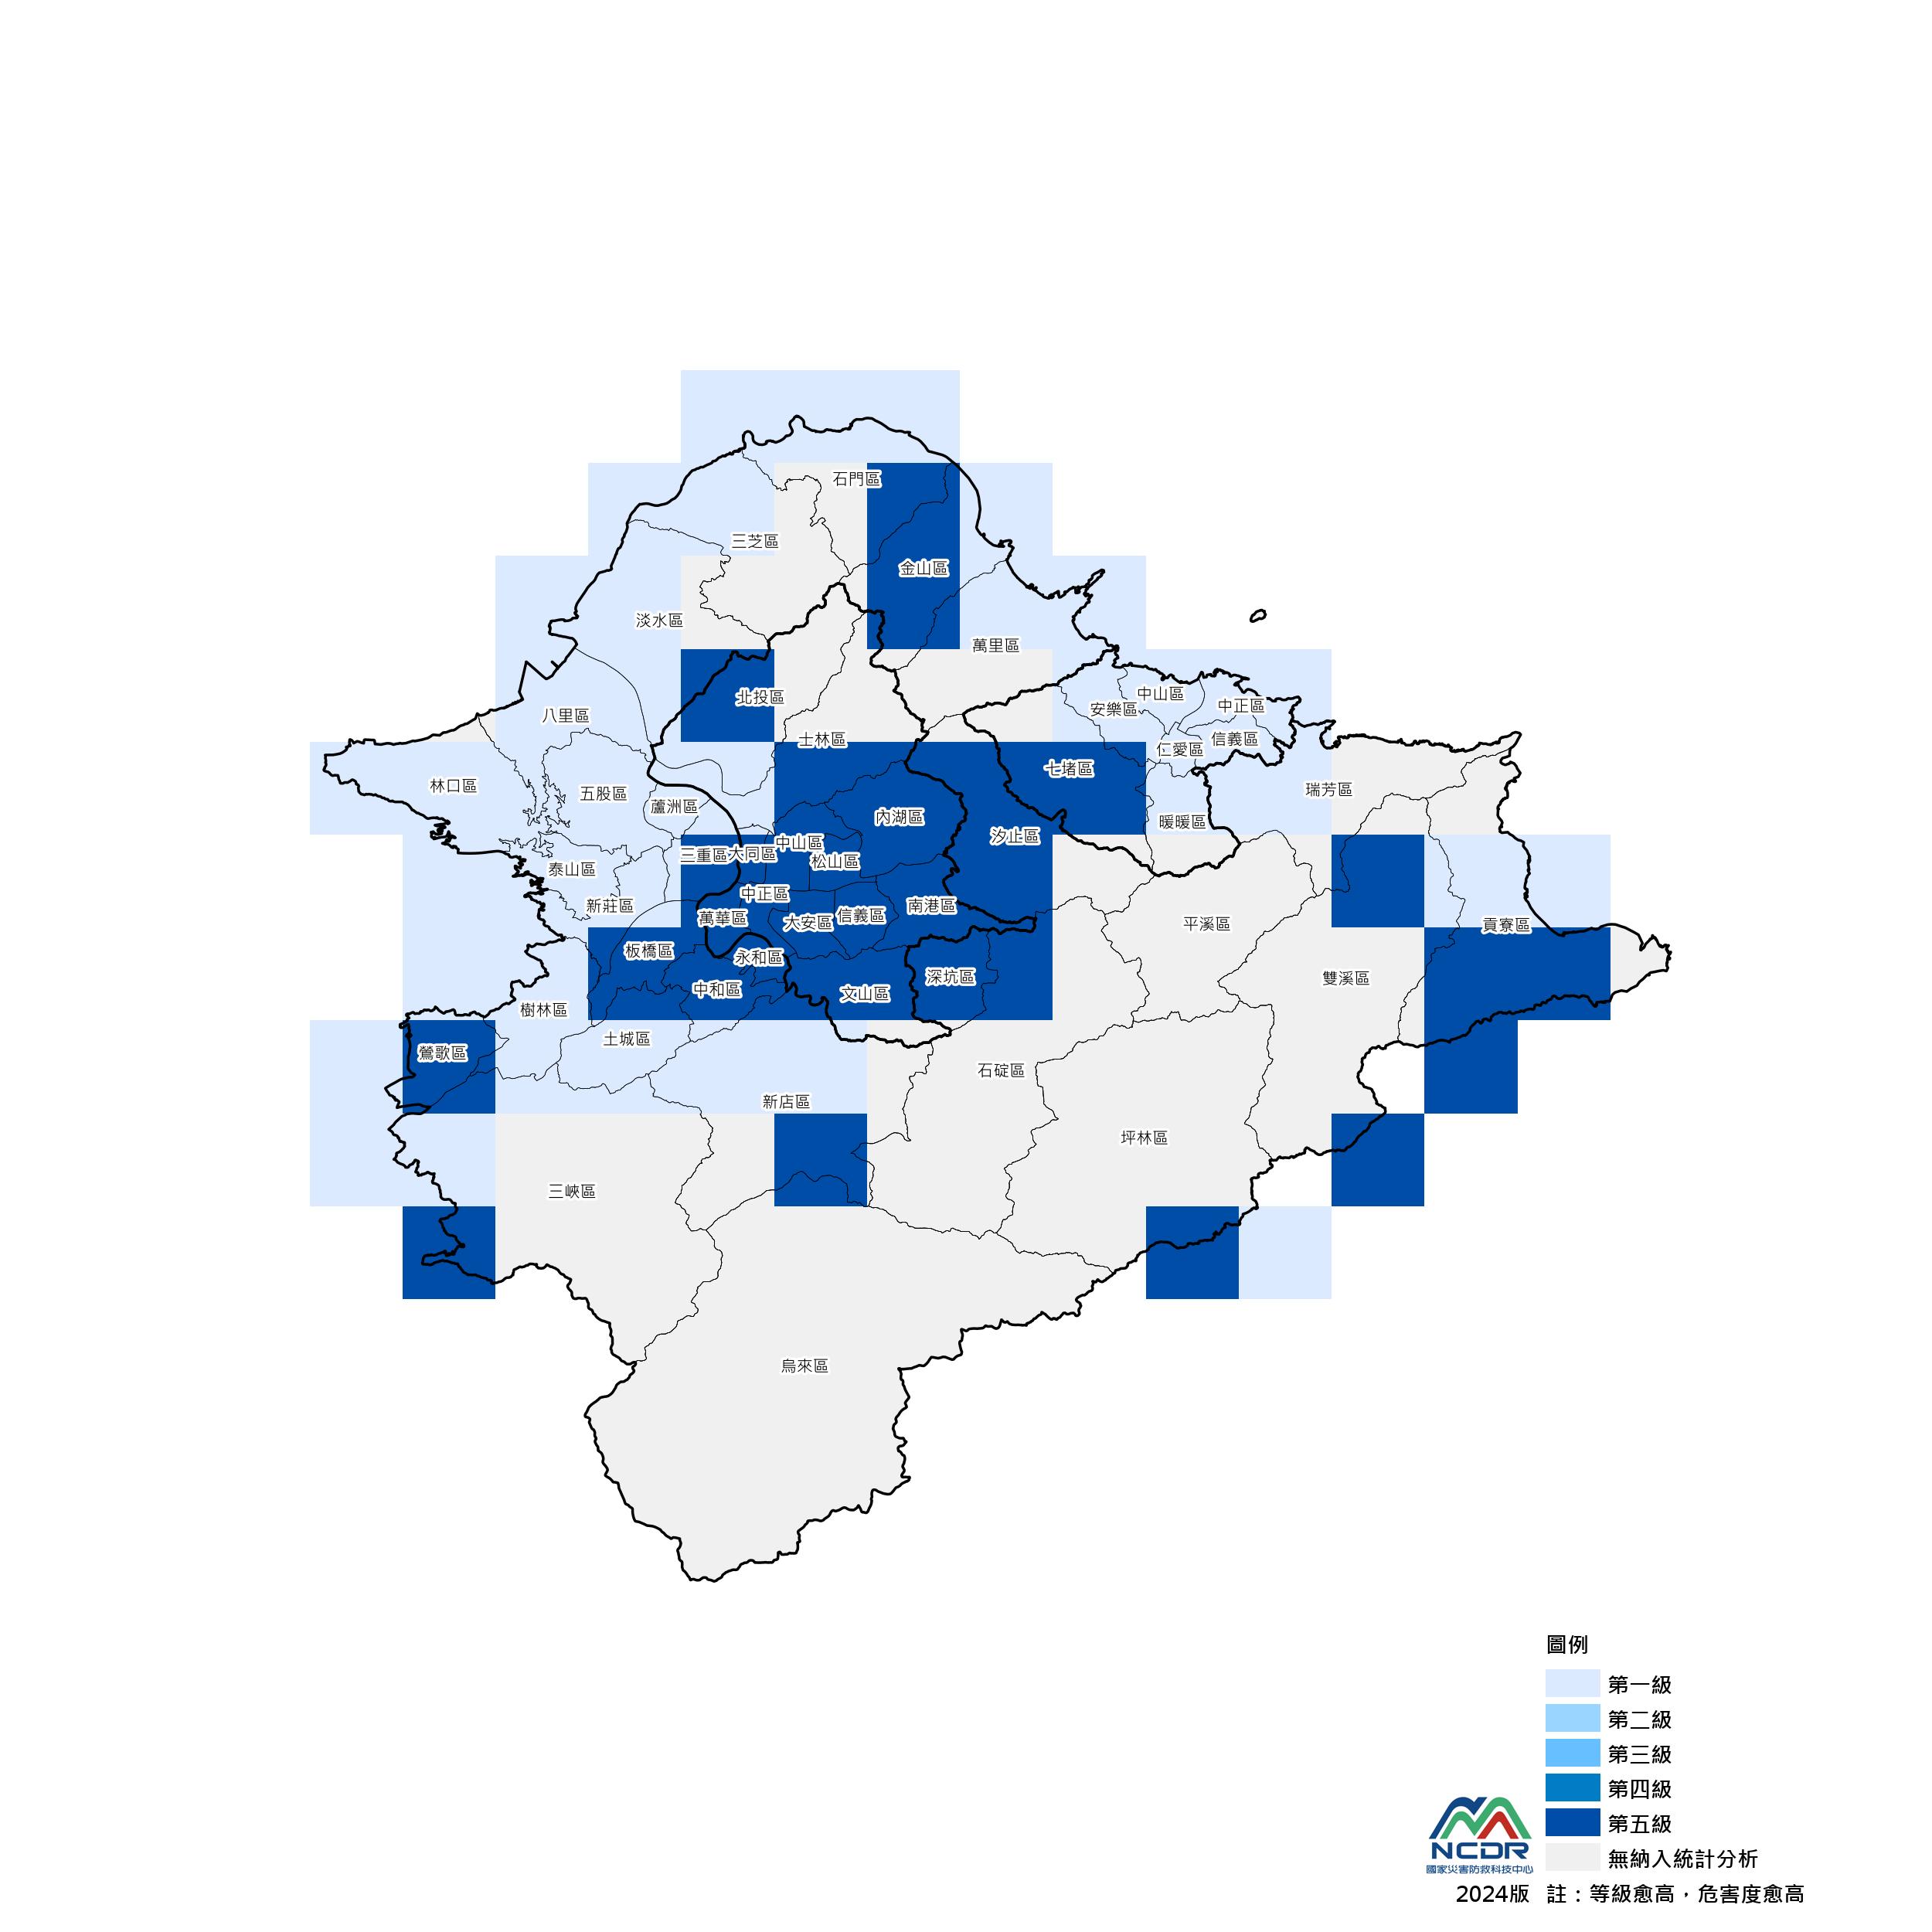 石門區
三芝區
金山區
淡水區
萬里區
北投區
中山區
安樂區
中正區
八里區
士林區
信義區
仁愛區
七堵區
林口區
五股區
瑞芳區
蘆洲區
內湖區
暖暖區
汐止區
中山區
三重區
大同區
松山區
泰山區
中正區
新莊區
南港區
萬華區
大安區
信義區
平溪區
貢寮區
板橋區
永和區
深坑區
雙溪區
中和區
文山區
樹林區
土城區
鶯歌區
石碇區
新店區
坪林區
三峽區
烏來區
圖例
第一級
第二級
第三級
第四級
第五級
無納入統計分析
NCDR
國家災害防救科技中心
2024版 註：等級愈高，危害度愈高